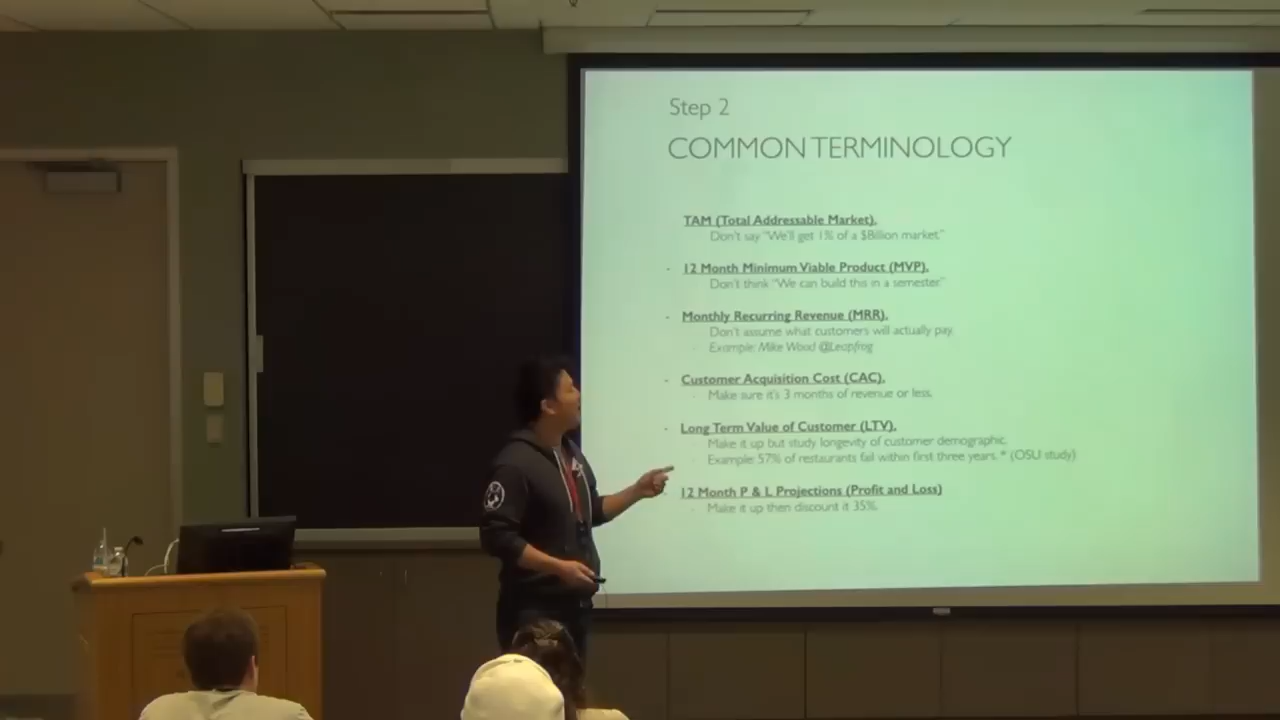 Step 2
COMMON TERMINOLOGY
TAM (Total Addressable Market).
Don't say "We'll get 1% of a $Billion market."
- 12 Month Minimum Viable Product (MVP).
Don't think "We can build this in a semester."
- Monthly Recurring Revenue (MRR).
Don't assume what customers will actually pay.
- Example: Mike Wood @Leapfrog
- Customer Acquisition Cost (CAC).
- Make sure it's 3 months of revenue or less.
- Long Term Value of Customer (LTV).
- Make it up but study longevity of customer demographic.
- Example: 57% of restaurants fail within first three years. * (OSU study)
- 12 Month P & L Projections (Profit and Loss)
- Make it up then discount it 35%.